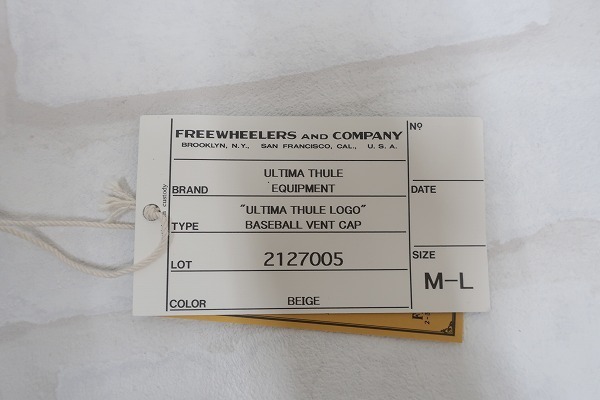 FREEWHEELERS AND COMPANY
BROOKLYN, N.Y., SAN FRANCISCO, CAL., U.S.A.
BRAND ULTIMA THULE
EQUIPMENT
TYPE "ULTIMA THULE LOGO"
BASEBALL VENT CAP
LOT 2127005
COLOR BEIGE
Nº
DATE
SIZE
M-L
custody